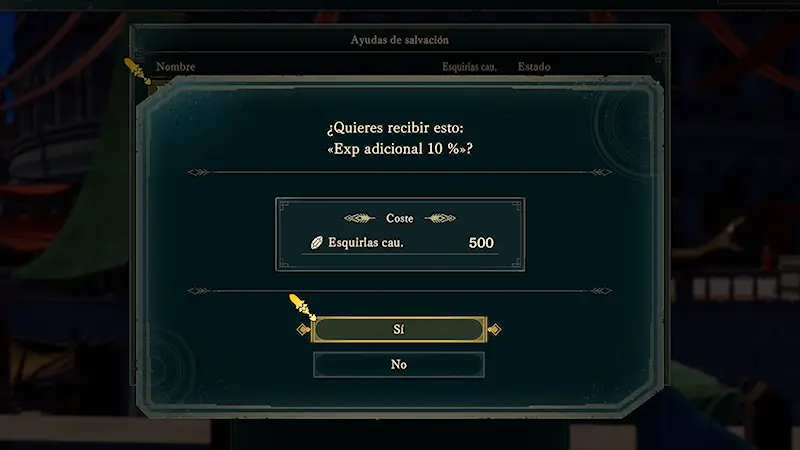 Ayudas de salvación
Nombre Esquirlas cau. Estado
¿Quieres recibir esto:
«Exp adicional 10 %»?
Coste
Esquirlas cau. 500
Sí
No